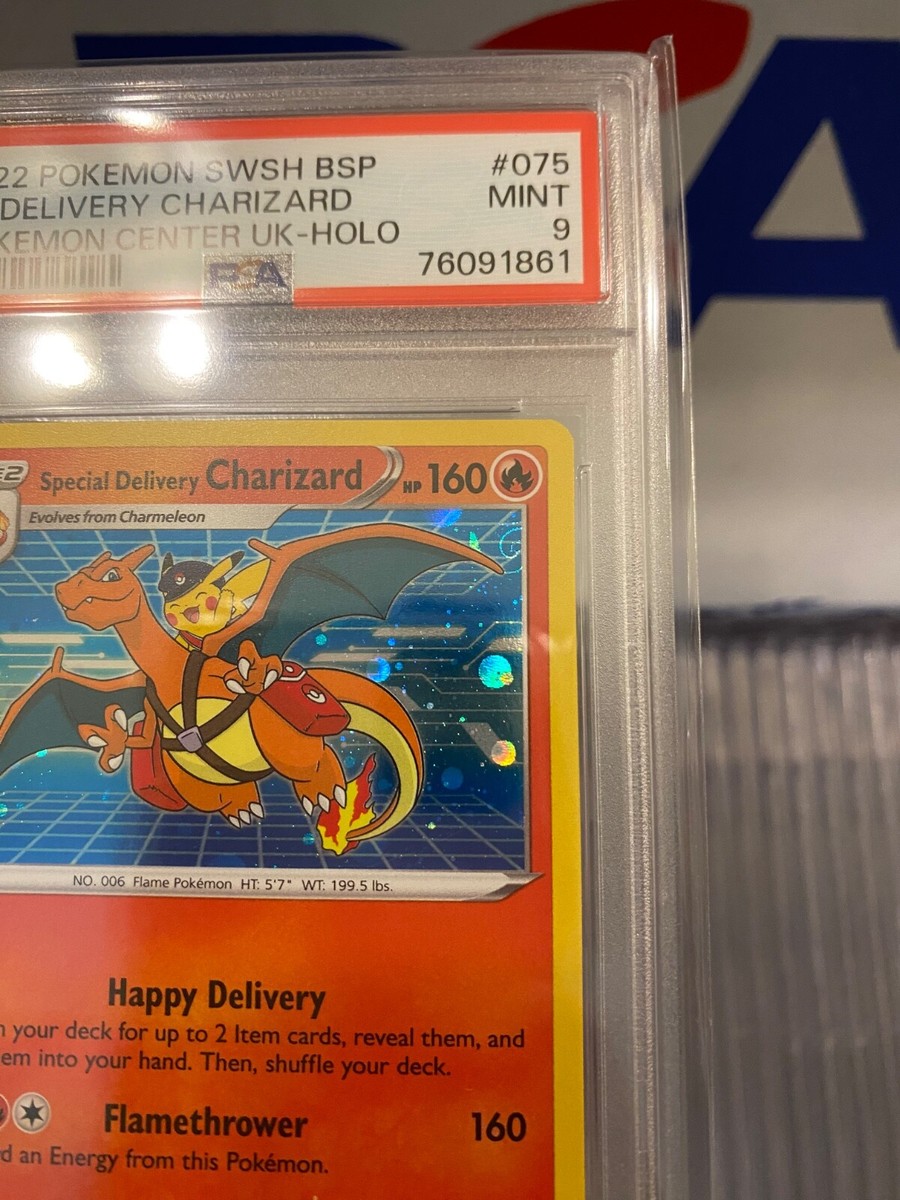 PSA
22 POKEMON SWSH BSP #075
DELIVERY CHARIZARD MINT
KEMON CENTER UK-HOLO 9
76091861
PSA
2 Special Delivery Charizard HP 160
Evolves from Charmeleon
NO. 006 Flame Pokémon HT: 5'7" WT: 199.5 lbs.
Happy Delivery
your deck for up to 2 Item cards, reveal them, and
em into your hand. Then, shuffle your deck.
Flamethrower 160
d an Energy from this Pokémon.